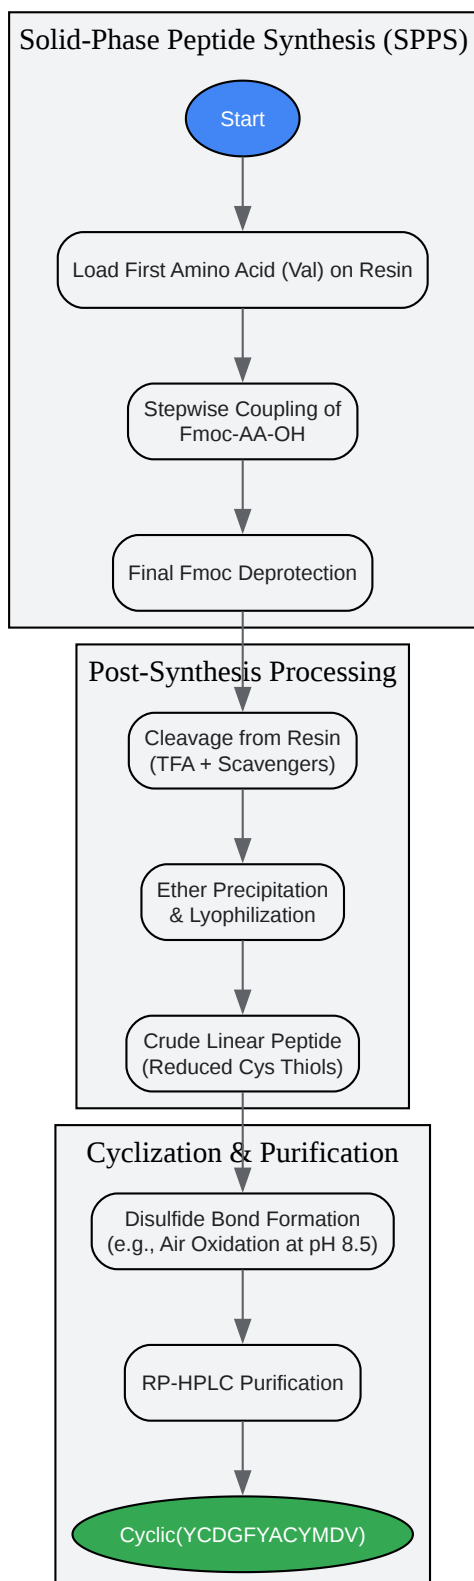 Solid-Phase Peptide Synthesis (SPPS)
Start
Load First Amino Acid (Val) on Resin
Stepwise Coupling of
Fmoc-AA-OH
Final Fmoc Deprotection
Post-Synthesis Processing
Cleavage from Resin
(TFA + Scavengers)
Ether Precipitation
& Lyophilization
Crude Linear Peptide
(Reduced Cys Thiols)
Cyclization & Purification
Disulfide Bond Formation
(e.g., Air Oxidation at pH 8.5)
RP-HPLC Purification
Cyclic(YCDGFYACYMDV)